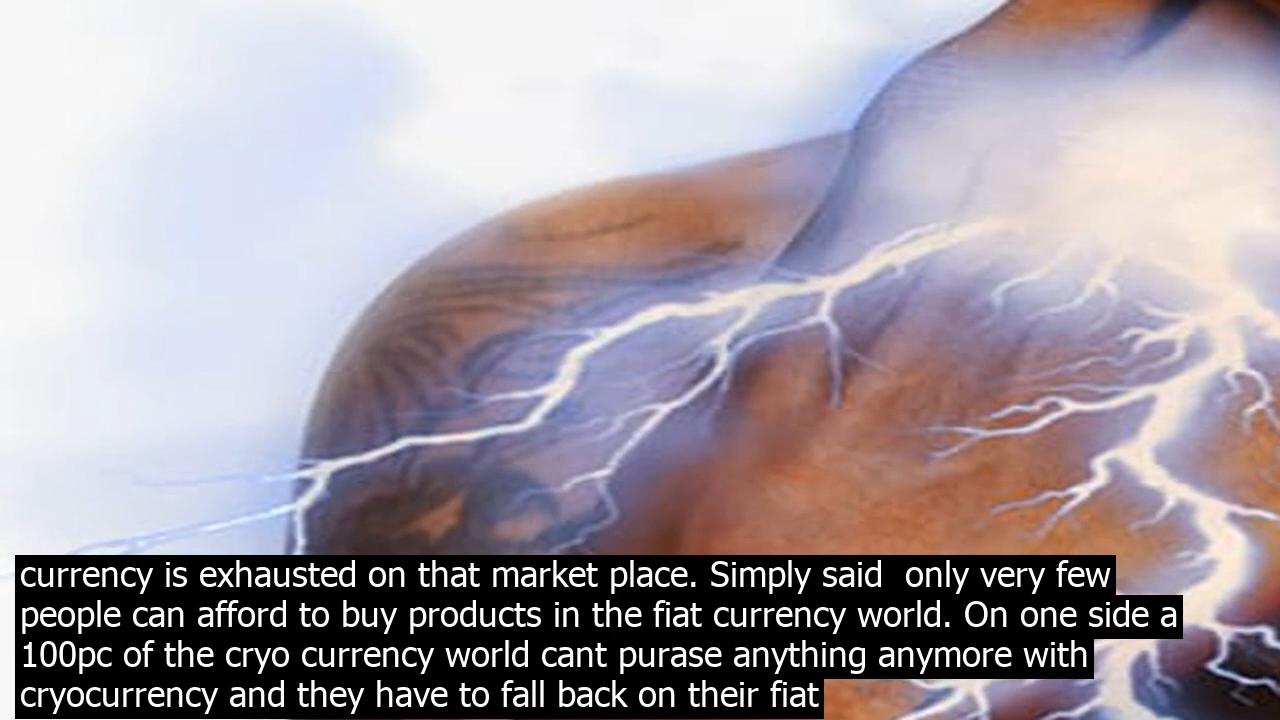 currency is exhausted on that market place. Simply said  only very few
people can afford to buy products in the fiat currency world. On one side a
100pc of the cryo currency world cant purase anything anymore with
cryocurrency and they have to fall back on their fiat